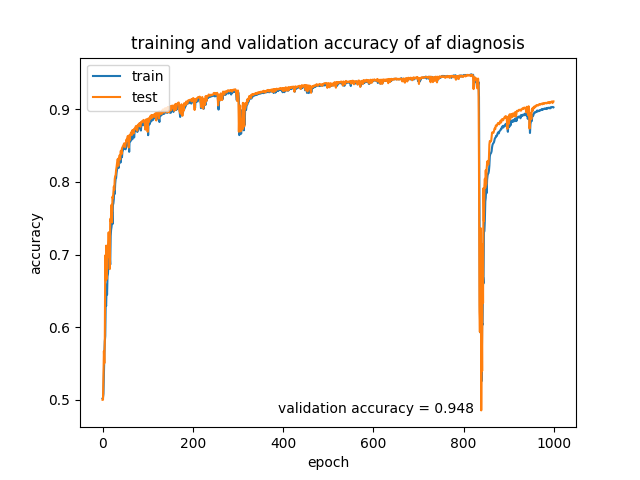 training and validation accuracy of af diagnosis
train
test
0.9
0.8
0.7
0.6
0.5
accuracy
validation accuracy = 0.948
0
200
400
600
800
1000
epoch